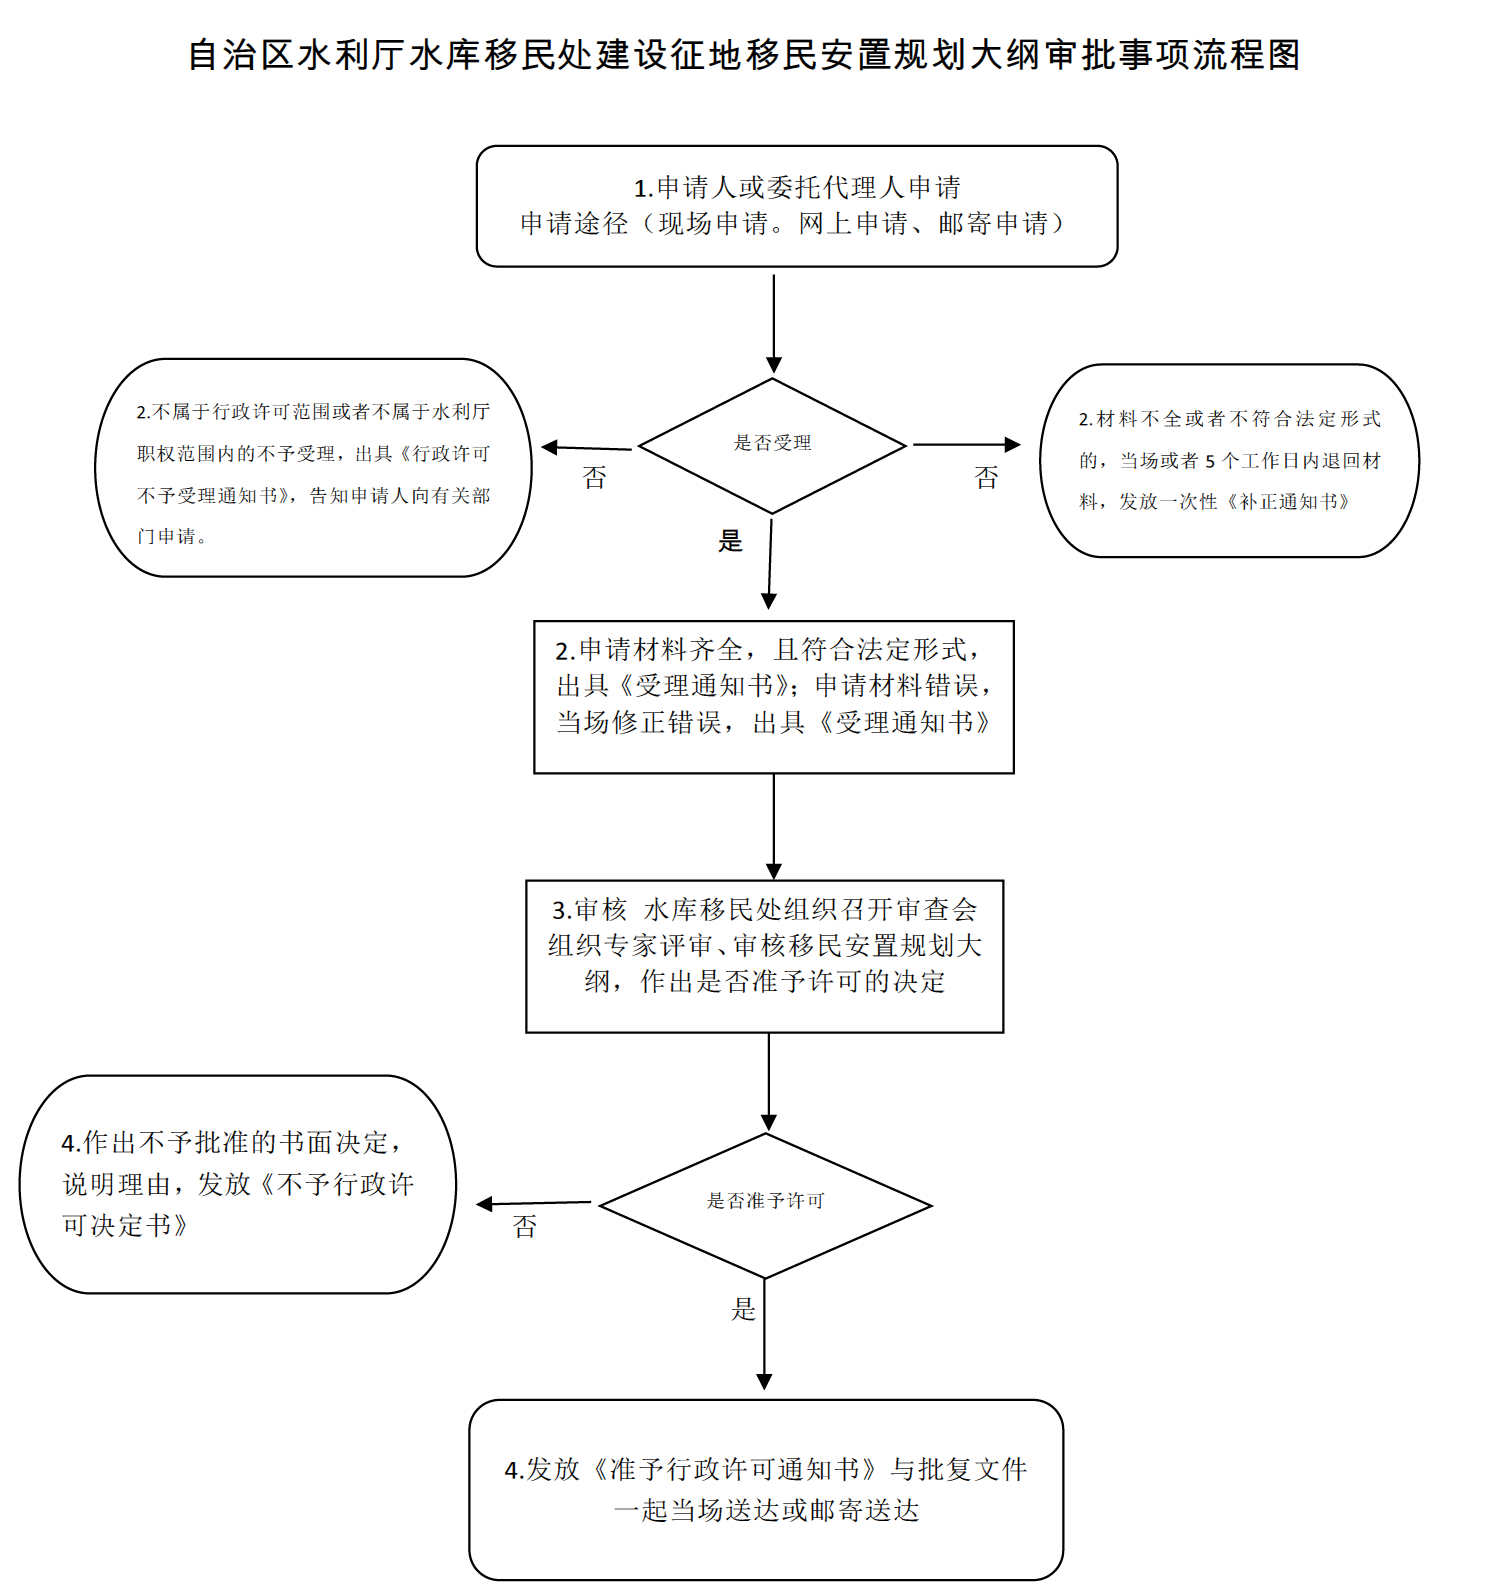 自治区水利厅水库移民处建设征地移民安置规划大纲审批事项流程图
1.申请人或委托代理人申请
申请途径（现场申请。网上申请、邮寄申请）
2.不属于行政许可范围或者不属于水利厅
职权范围内的不予受理，出具《行政许可
不予受理通知书》，告知申请人向有关部
门申请。
否
是否受理
否
2.材料不全或者不符合法定形式
的，当场或者 5 个工作日内退回材
料，发放一次性《补正通知书》
是
2.申请材料齐全，且符合法定形式，
出具《受理通知书》；申请材料错误，
当场修正错误，出具《受理通知书》
3.审核 水库移民处组织召开审查会
组织专家评审、审核移民安置规划大
纲，作出是否准予许可的决定
是否准予许可
否
4.作出不予批准的书面决定，
说明理由，发放《不予行政许
可决定书》
是
4.发放《准予行政许可通知书》与批复文件
一起当场送达或邮寄送达